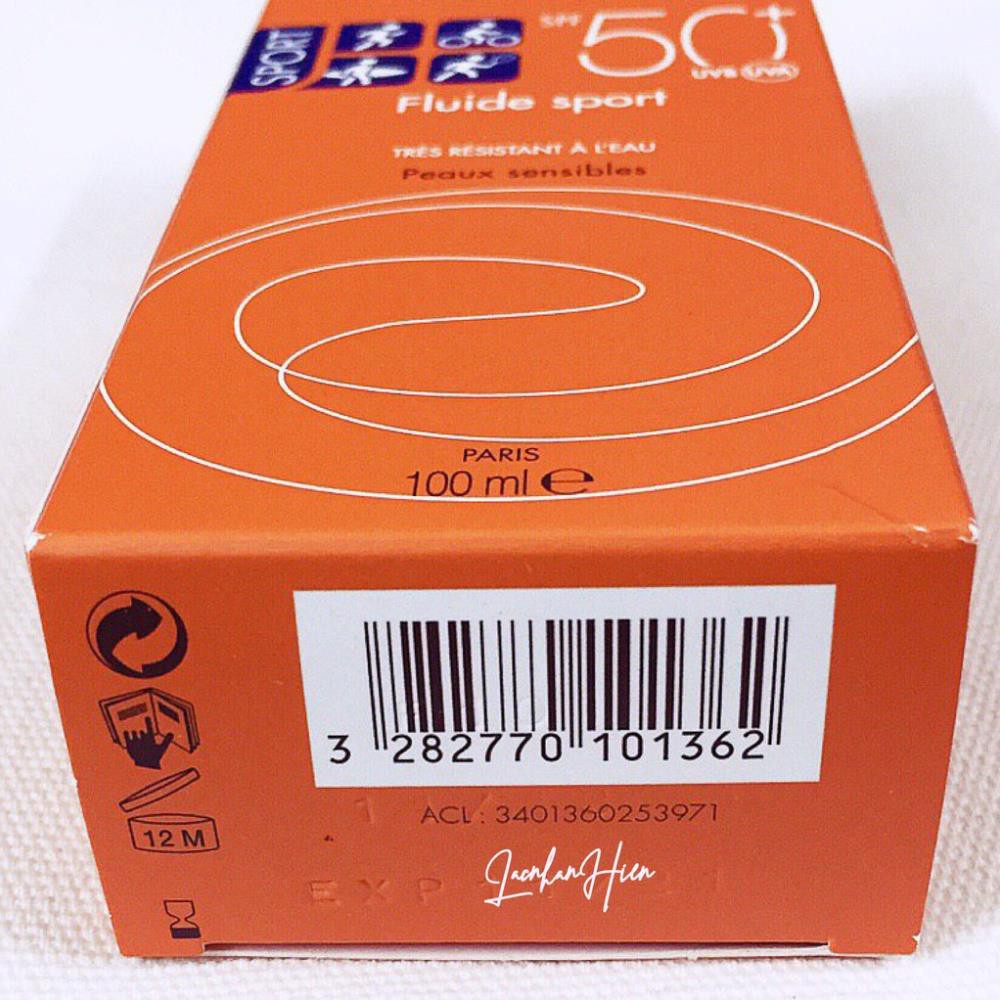 SPORT
SPF 50+
UVB UVA
Fluide sport
TRÈS RÉSISTANT À L'EAU
Peaux sensibles
PARIS
100 ml e
3 282770 101362
ACL : 3401360253971
12 M
EXP
LacnhanHien